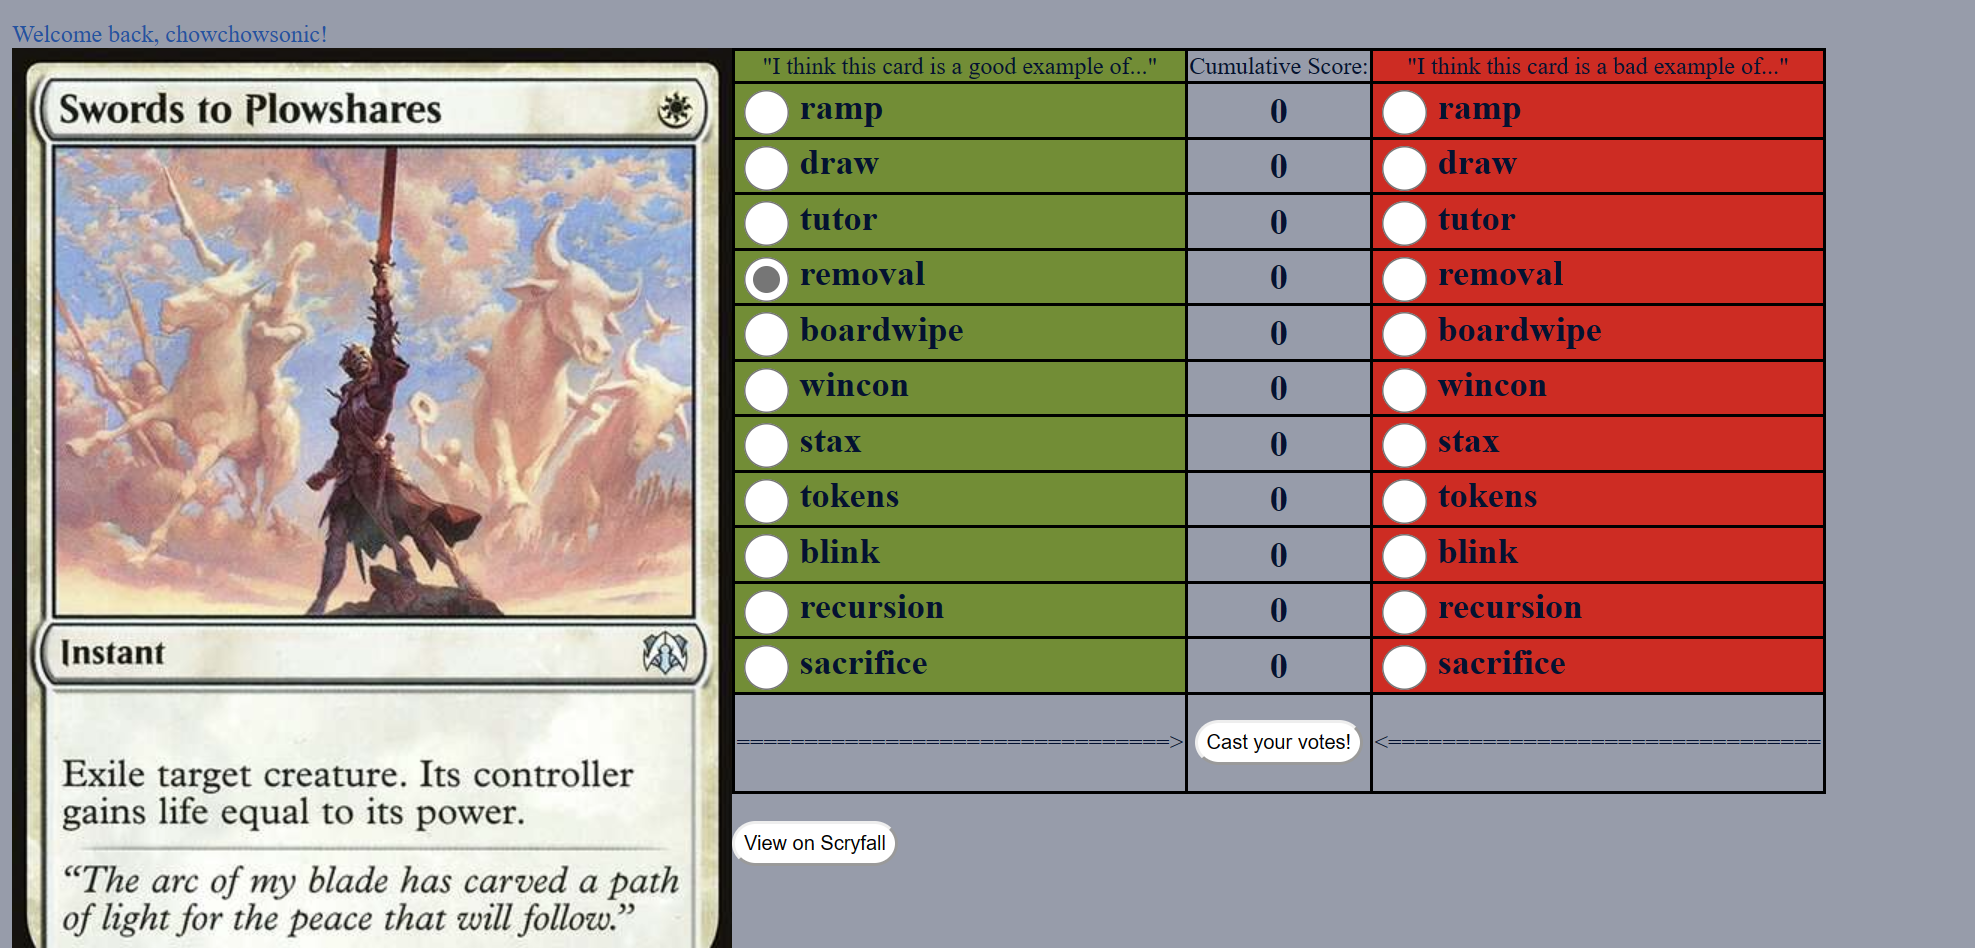 Welcome back, chowchowsonic!
Swords to Plowshares
Instant
Exile target creature. Its controller
gains life equal to its power.
“The arc of my blade has carved a path
of light for the peace that will follow.”
"I think this card is a good example of..." Cumulative Score: "I think this card is a bad example of..."
ramp 0 ramp
draw 0 draw
tutor 0 tutor
removal 0 removal
boardwipe 0 boardwipe
wincon 0 wincon
stax 0 stax
tokens 0 tokens
blink 0 blink
recursion 0 recursion
sacrifice 0 sacrifice
================================> Cast your votes! <================================
View on Scryfall